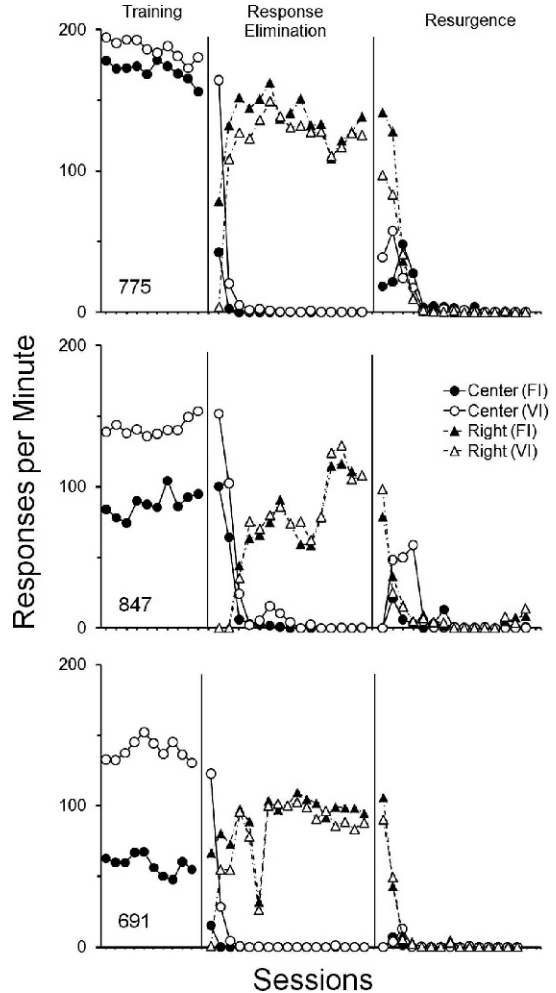 Training
Response
Elimination
Resurgence
200
100
0
775
200
100
0
847
Center (FI)
Center (VI)
Right (FI)
Right (VI)
200
100
0
691
Responses per Minute
Sessions